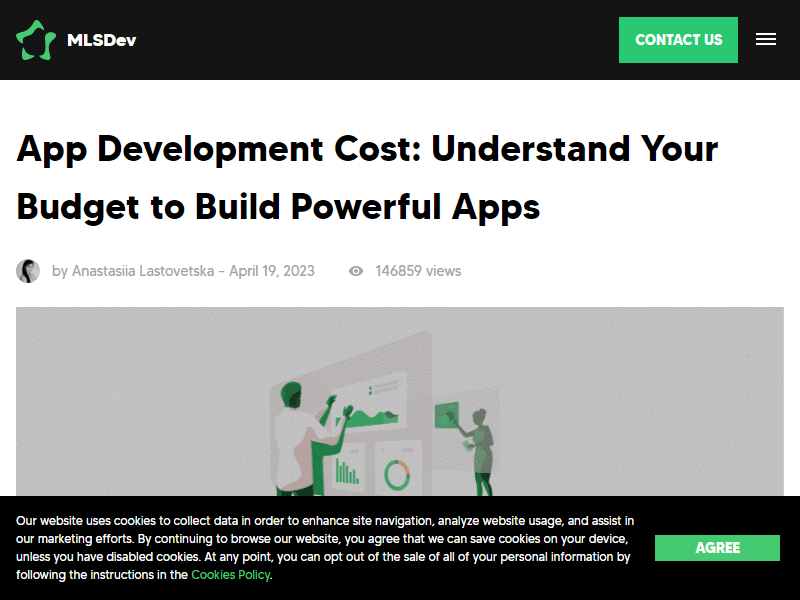 MLSDev
CONTACT US
App Development Cost: Understand Your
Budget to Build Powerful Apps
by Anastasiia Lastovetska - April 19, 2023
146859 views
Our website uses cookies to collect data in order to enhance site navigation, analyze website usage, and assist in
our marketing efforts. By continuing to browse our website, you agree that we can save cookies on your device,
unless you have disabled cookies. At any point, you can opt out of the sale of all of your personal information by
following the instructions in the Cookies Policy.
AGREE